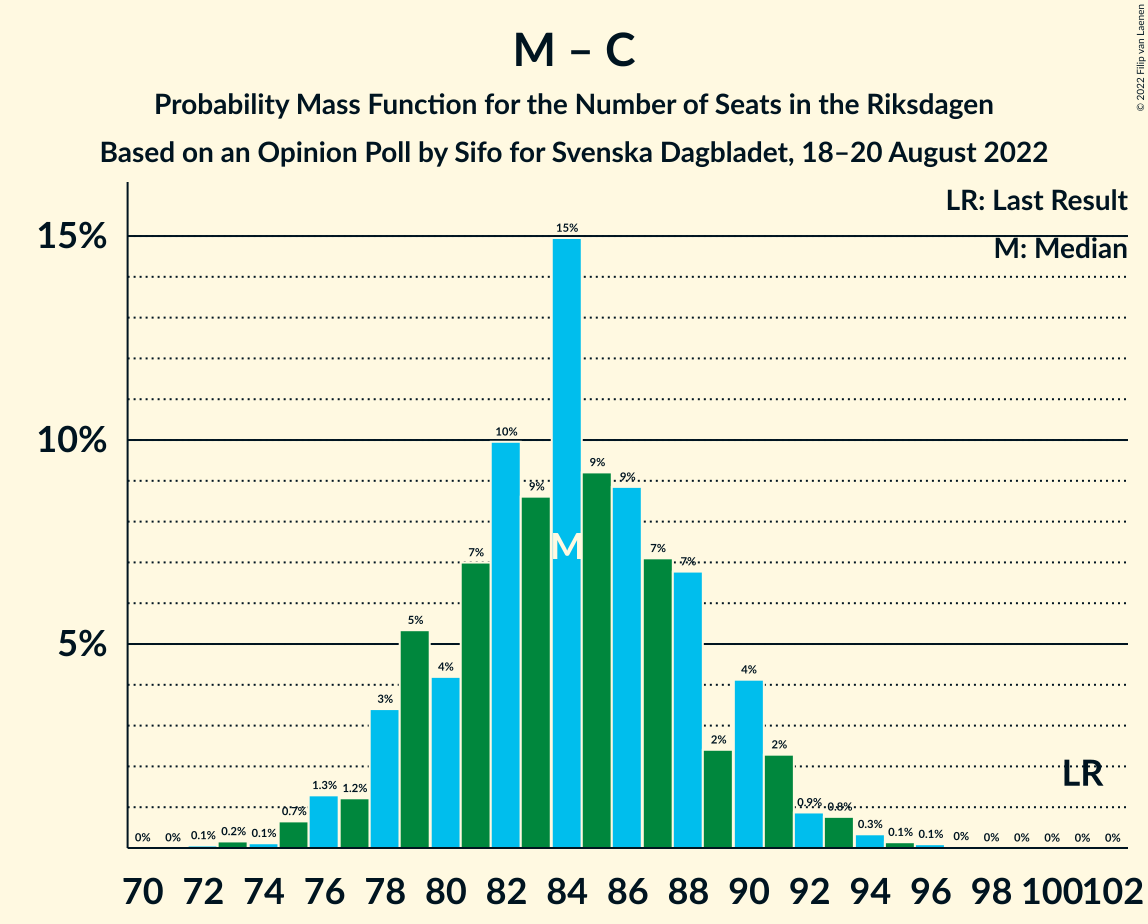 M – C
Probability Mass Function for the Number of Seats in the Riksdagen
Based on an Opinion Poll by Sifo for Svenska Dagbladet, 18–20 August 2022
© 2022 Filip van Laenen
LR: Last Result
M: Median
15%
10%
5%
0% 0% 0.1% 0.2% 0.1% 0.7% 1.3% 1.2% 3% 5% 4% 7% 10% 9% 15% 9% 9% 7% 7% 2% 4% 2% 0.9% 0.8% 0.3% 0.1% 0.1% 0% 0% 0% 0% 0% 0%
M
LR
70 72 74 76 78 80 82 84 86 88 90 92 94 96 98 100 102